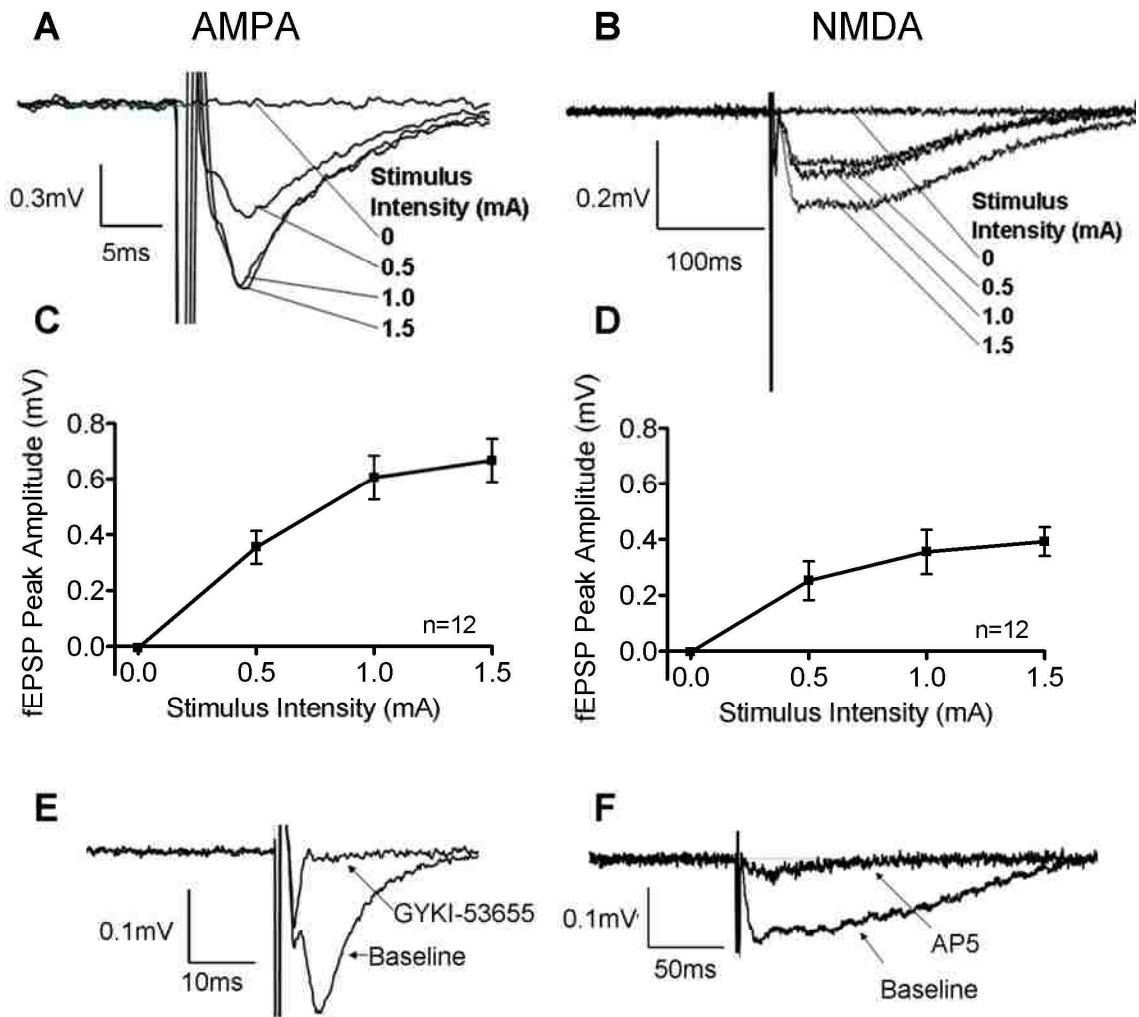 A AMPA
B NMDA
0.3mV
5ms
Stimulus
Intensity (mA)
0
0.5
1.0
1.5
0.2mV
100ms
Stimulus
Intensity (mA)
0
0.5
1.0
1.5
C
fEPSP Peak Amplitude (mV)
0.8
0.6
0.4
0.2
0.0
n=12
0.0 0.5 1.0 1.5
Stimulus Intensity (mA)
D
fEPSP Peak Amplitude (mV)
0.8
0.6
0.4
0.2
0.0
n=12
0.0 0.5 1.0 1.5
Stimulus Intensity (mA)
E
0.1mV
10ms
GYKI-53655
Baseline
F
0.1mV
50ms
AP5
Baseline